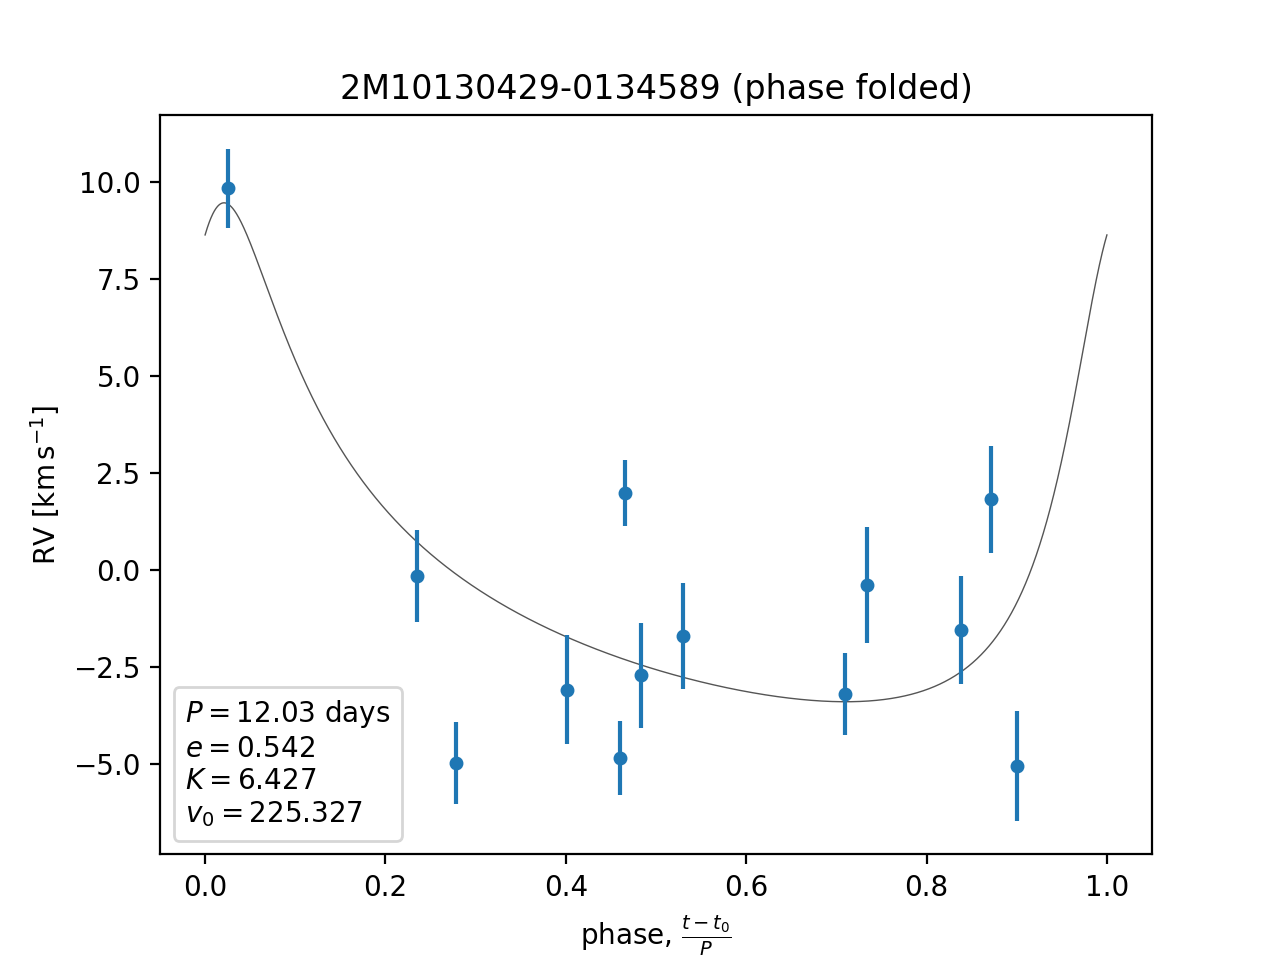 2M10130429-0134589 (phase folded)
RV [km s⁻¹]
10.0
7.5
5.0
2.5
0.0
−2.5
−5.0
P = 12.03 days
e = 0.542
K = 6.427
v₀ = 225.327
0.0 0.2 0.4 0.6 0.8 1.0
phase, (t − t₀)/P